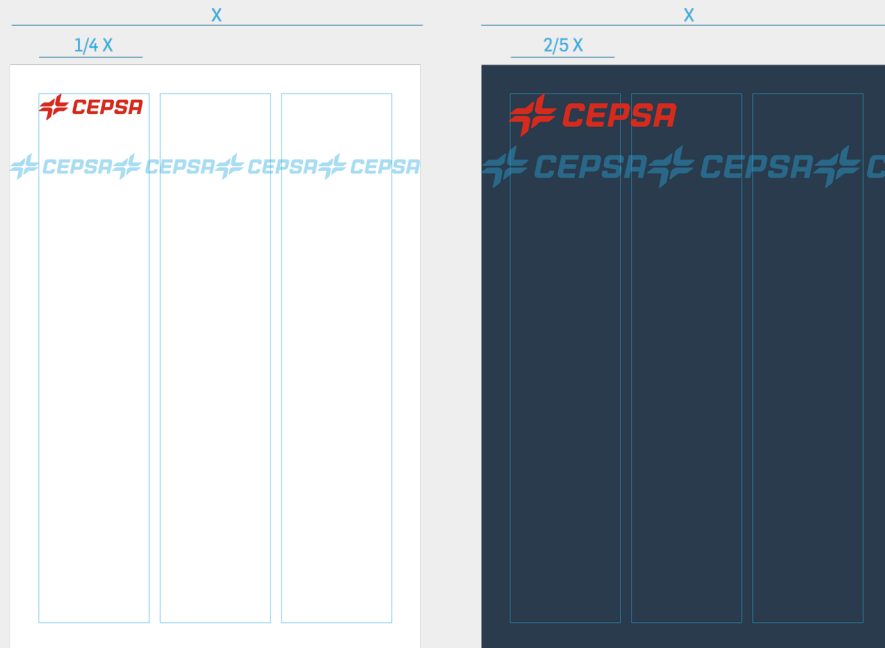 X
X
1/4 X
2/5 X
CEPSA
CEPSA
CEPSA CEPSA CEPSA CEPSA
CEPSA CEPSA C